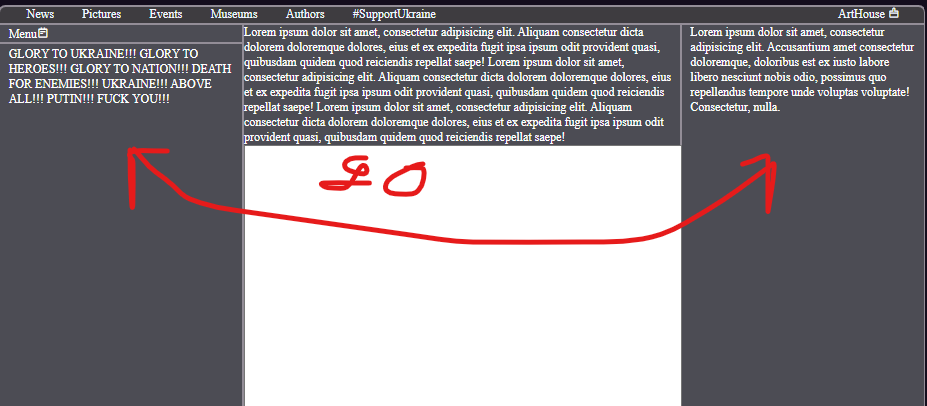 News Pictures Events Museums Authors #SupportUkraine ArtHouse
Menu
GLORY TO UKRAINE!!! GLORY TO
HEROES!!! GLORY TO NATION!!! DEATH
FOR ENEMIES!!! UKRAINE!!! ABOVE
ALL!!! PUTIN!!! FUCK YOU!!!
Lorem ipsum dolor sit amet, consectetur adipisicing elit. Aliquam consectetur dicta
dolorem doloremque dolores, eius et ex expedita fugit ipsa ipsum odit provident quasi,
quibusdam quidem quod reiciendis repellat saepe! Lorem ipsum dolor sit amet,
consectetur adipisicing elit. Aliquam consectetur dicta dolorem doloremque dolores, eius
et ex expedita fugit ipsa ipsum odit provident quasi, quibusdam quidem quod reiciendis
repellat saepe! Lorem ipsum dolor sit amet, consectetur adipisicing elit. Aliquam
consectetur dicta dolorem doloremque dolores, eius et ex expedita fugit ipsa ipsum odit
provident quasi, quibusdam quidem quod reiciendis repellat saepe!
Lorem ipsum dolor sit amet, consectetur
adipisicing elit. Accusantium amet consectetur
doloremque, doloribus est ex iusto labore
libero nesciunt nobis odio, possimus quo
repellendus tempore unde voluptas voluptate!
Consectetur, nulla.